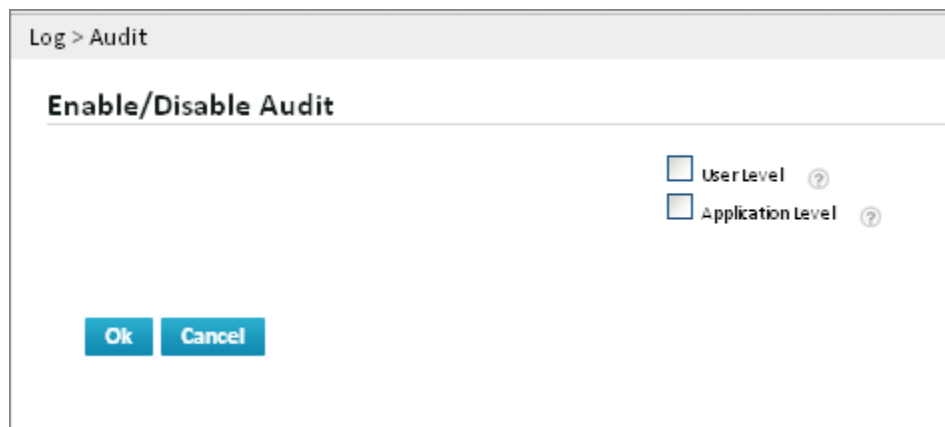 Log > Audit
Enable/Disable Audit
User Level ?
Application Level ?
Ok Cancel